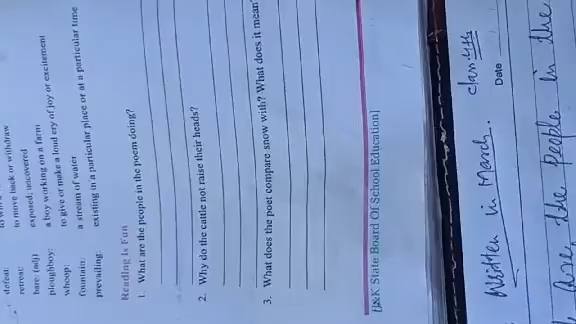 defeat:
retreat: to move back or withdraw
bare (adj) exposed; uncovered
ploughboy: a boy working on a farm
whoop: to give or make a loud cry of joy or excitement
fountain: a stream of water
prevailing: existing in a particular place or at a particular time
Reading is Fun
1. What are the people in the poem doing?
2. Why do the cattle not raise their heads?
3. What does the poet compare snow with? What does it mean
J&K State Board Of School Education]
Class 4th
Date
Written in March.
are, the people in the